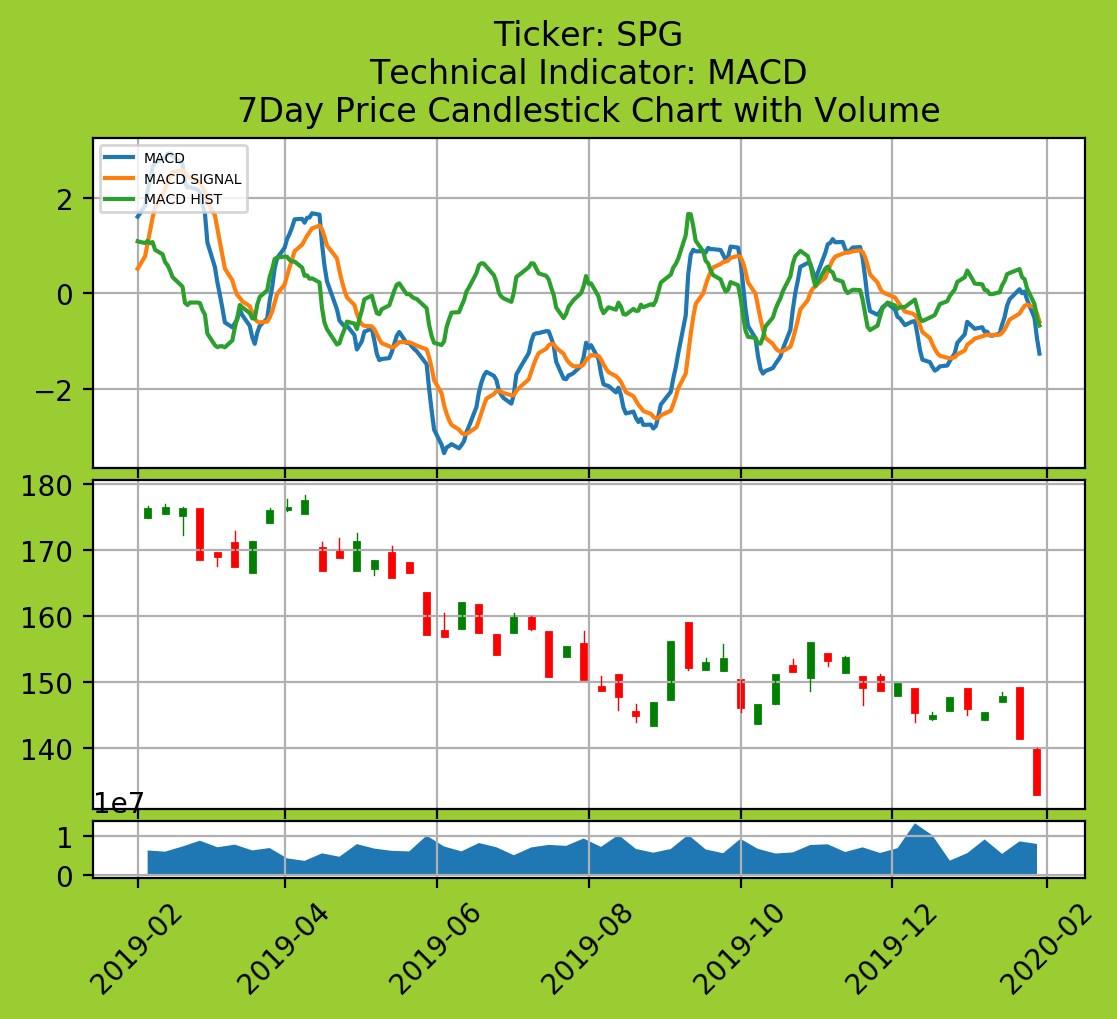 Ticker: SPG
Technical Indicator: MACD
7Day Price Candlestick Chart with Volume
MACD
MACD SIGNAL
MACD HIST
2
0
−2
180
170
160
150
140
1e7
1
0
2019-02
2019-04
2019-06
2019-08
2019-10
2019-12
2020-02